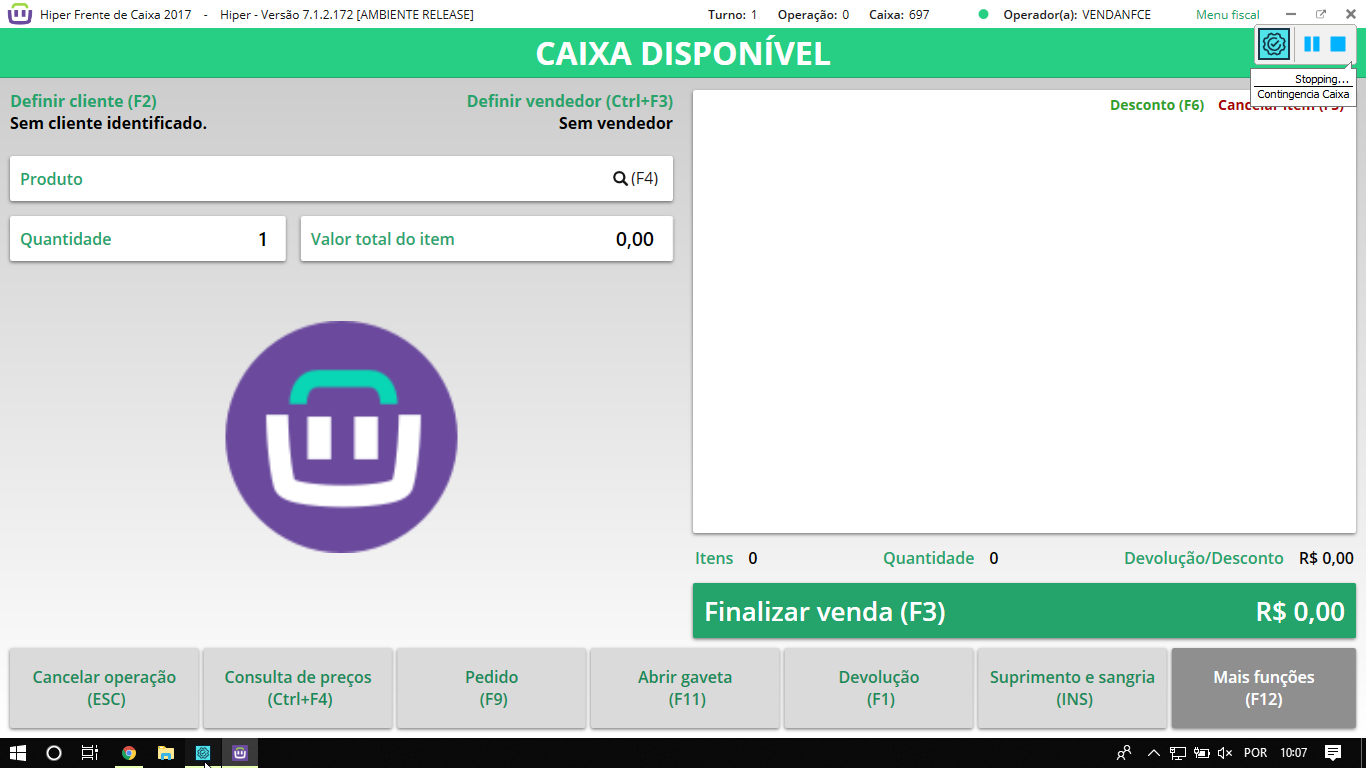 Hiper Frente de Caixa 2017 - Hiper - Versão 7.1.2.172 [AMBIENTE RELEASE] Turno: 1 Operação: 0 Caixa: 697 Operador(a): VENDANFCE Menu fiscal
CAIXA DISPONÍVEL
Stopping...
Contingencia Caixa
Definir cliente (F2) Definir vendedor (Ctrl+F3)
Sem cliente identificado. Sem vendedor
Desconto (F6) Cancelar item (F5)
Produto (F4)
Quantidade 1 Valor total do item 0,00
Itens 0 Quantidade 0 Devolução/Desconto R$ 0,00
Finalizar venda (F3) R$ 0,00
Cancelar operação Consulta de preços Pedido Abrir gaveta Devolução Suprimento e sangria Mais funções
(ESC) (Ctrl+F4) (F9) (F11) (F1) (INS) (F12)
POR 10:07